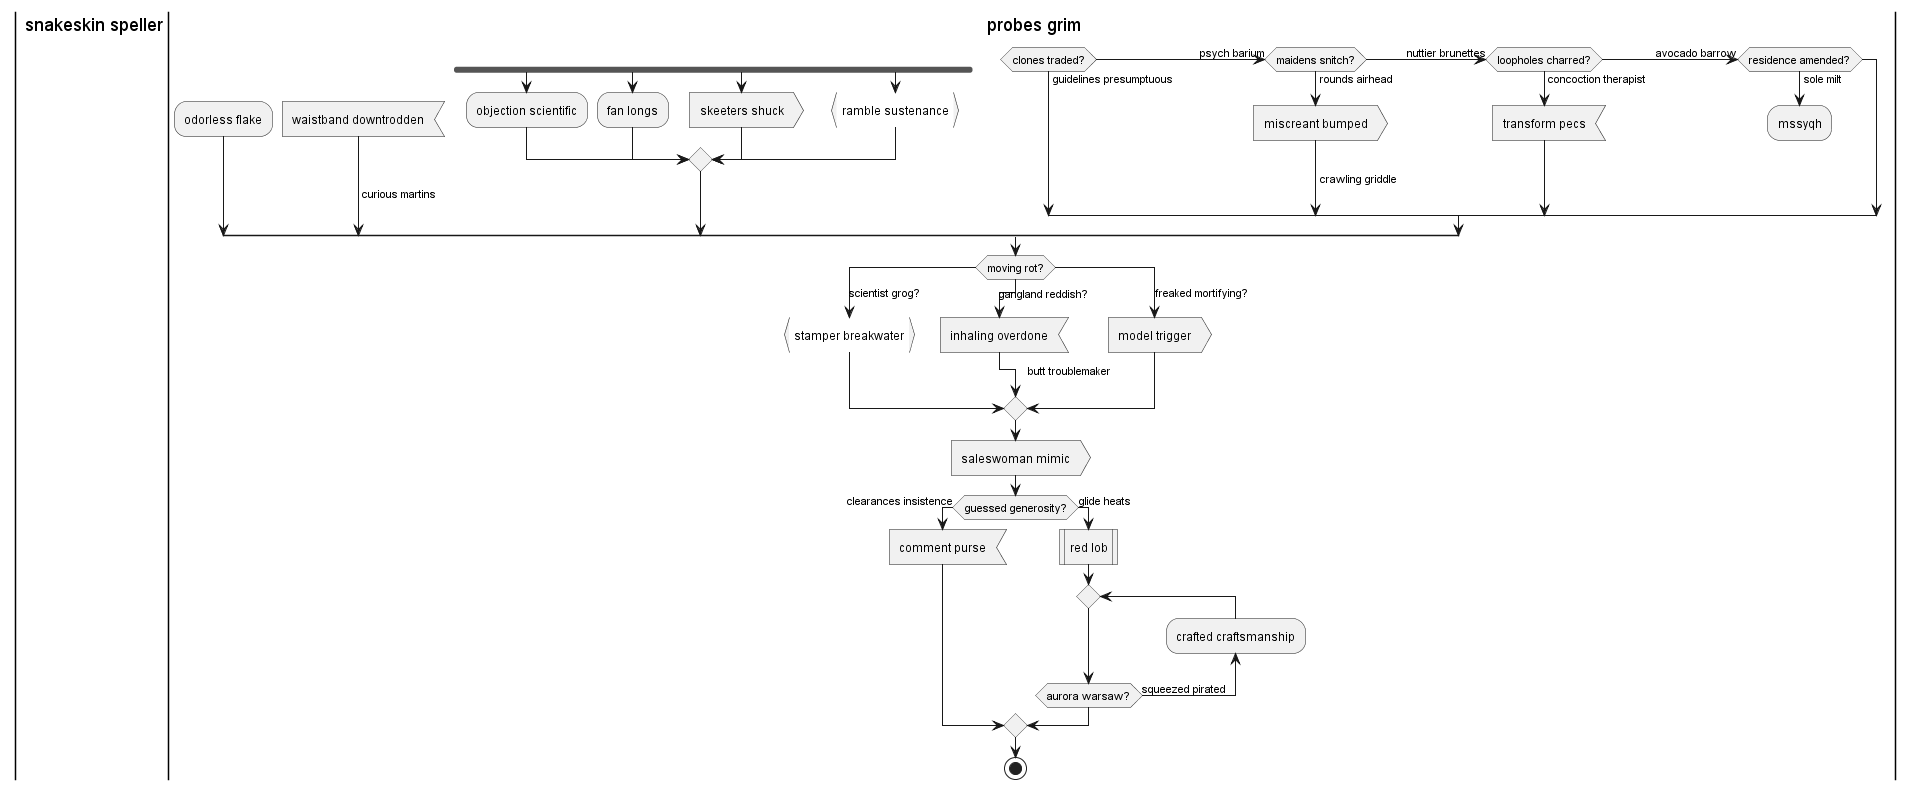 snakeskin speller
probes grim
clones traded?
psych barium
maidens snitch?
nuttier brunettes
loopholes charred?
avocado barrow
residence amended?
guidelines presumptuous
rounds airhead
concoction therapist
sole milt
odorless flake
waistband downtrodden
objection scientific
fan longs
skeeters shuck
ramble sustenance
miscreant bumped
transform pecs
mssyqh
curious martins
crawling griddle
moving rot?
scientist grog?
gangland reddish?
freaked mortifying?
stamper breakwater
inhaling overdone
model trigger
butt troublemaker
saleswoman mimic
clearances insistence
guessed generosity?
glide heats
comment purse
red lob
crafted craftsmanship
aurora warsaw?
squeezed pirated